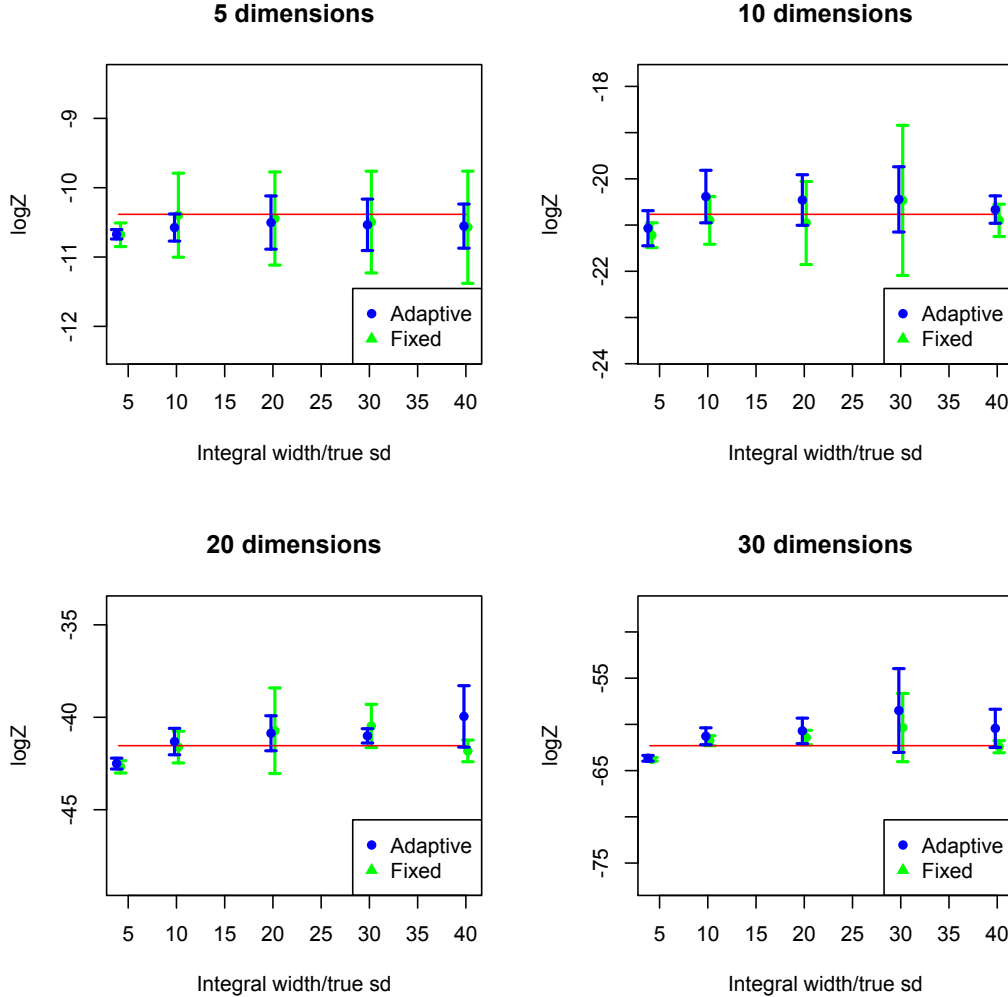 5 dimensions
logZ
-9
-10
-11
-12
Adaptive
Fixed
5 10 15 20 25 30 35 40
Integral width/true sd
10 dimensions
logZ
-18
-20
-22
-24
Adaptive
Fixed
5 10 15 20 25 30 35 40
Integral width/true sd
20 dimensions
logZ
-35
-40
-45
Adaptive
Fixed
5 10 15 20 25 30 35 40
Integral width/true sd
30 dimensions
logZ
-55
-65
-75
Adaptive
Fixed
5 10 15 20 25 30 35 40
Integral width/true sd